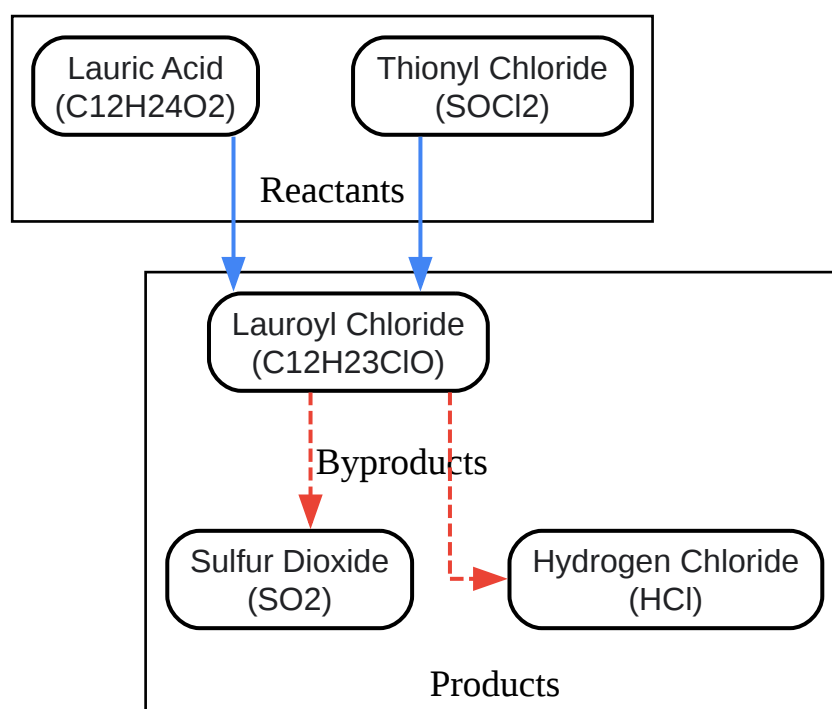 Lauric Acid
(C12H24O2)
Thionyl Chloride
(SOCl2)
Reactants
Lauroyl Chloride
(C12H23ClO)
Byproducts
Sulfur Dioxide
(SO2)
Hydrogen Chloride
(HCl)
Products